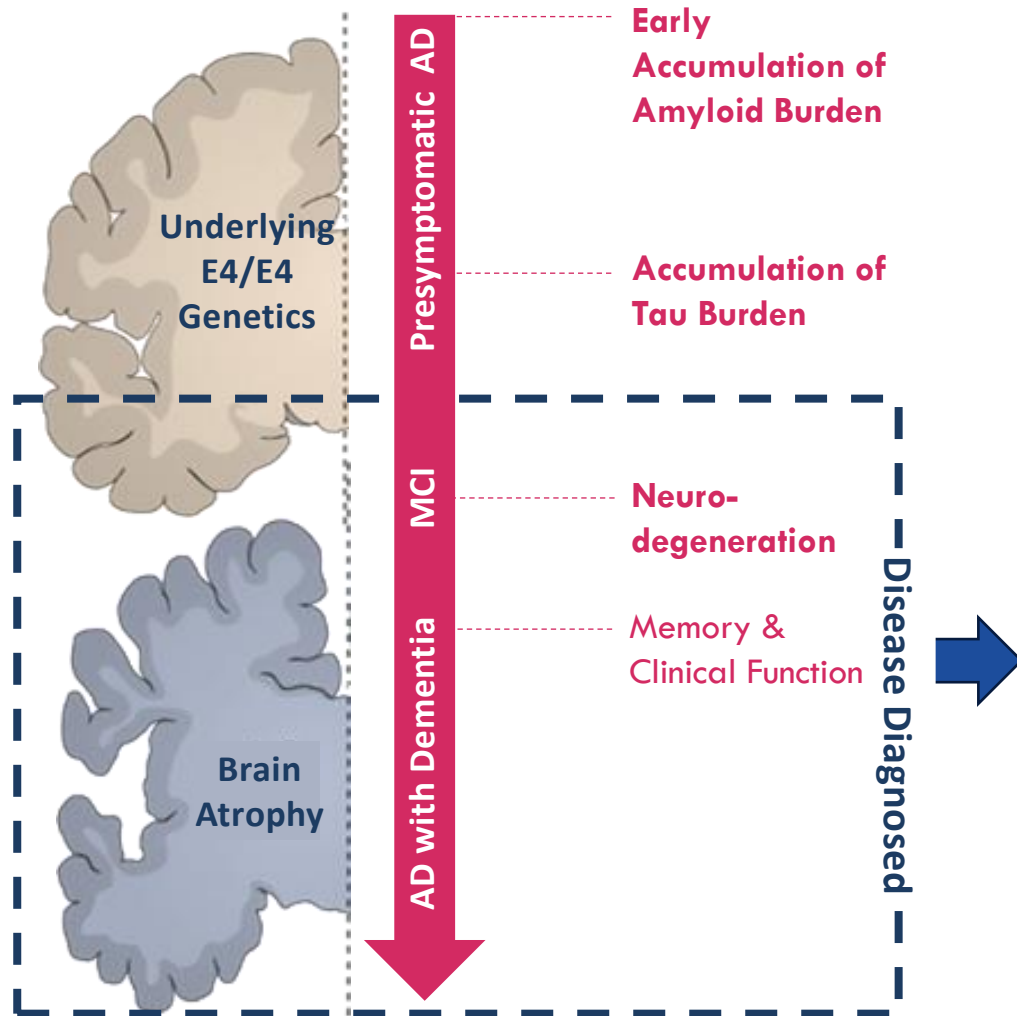 Early
Accumulation of
Amyloid Burden
Presymptomatic AD
Underlying
E4/E4
Genetics
Accumulation of
Tau Burden
MCI
Neuro-
degeneration
Memory &
Clinical Function
AD with Dementia
Brain
Atrophy
Disease Diagnosed